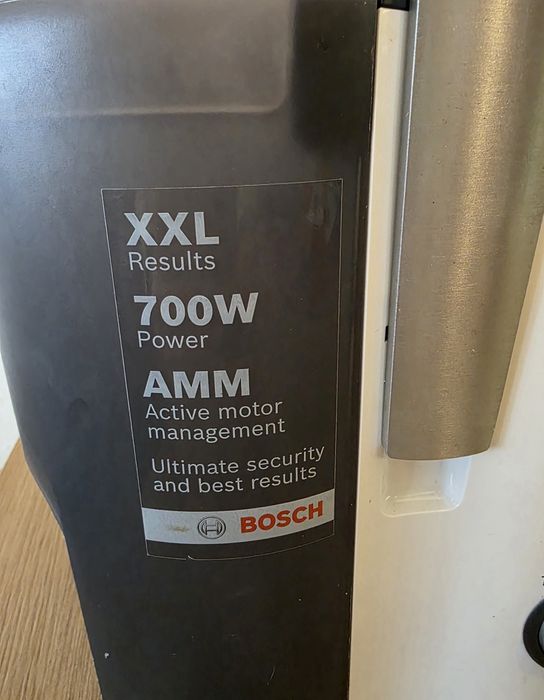 XXL
Results
700W
Power
AMM
Active motor
management
Ultimate security
and best results
BOSCH